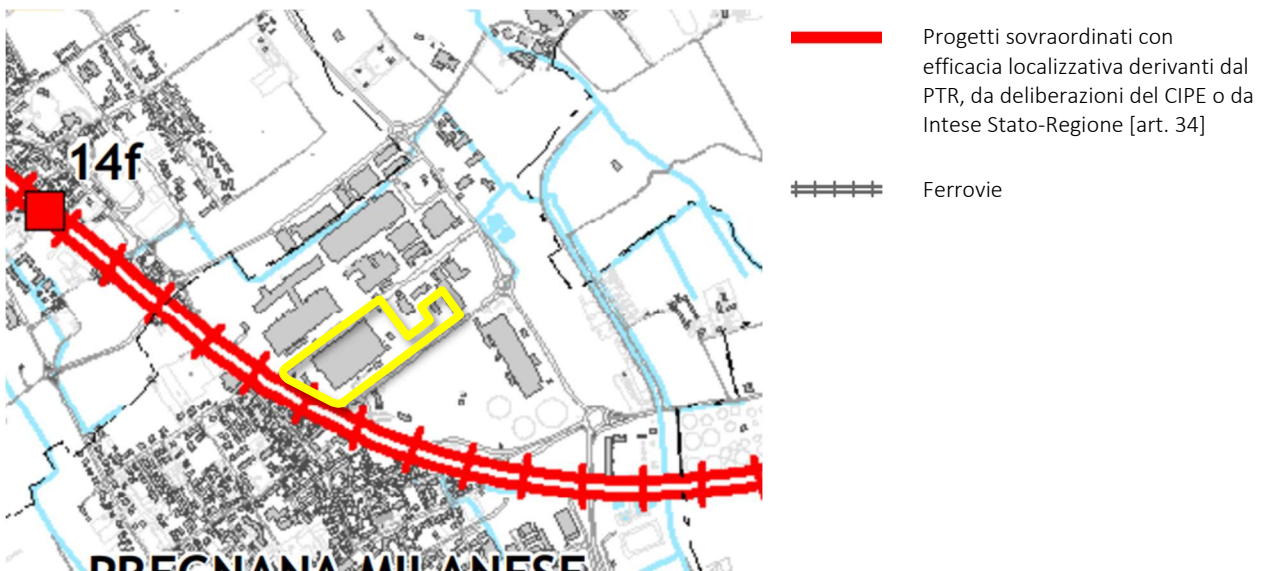 14f
PREGNANA MILANESE
Progetti sovraordinati con
efficacia localizzativa derivanti dal
PTR, da deliberazioni del CIPE o da
Intese Stato-Regione [art. 34]
Ferrovie